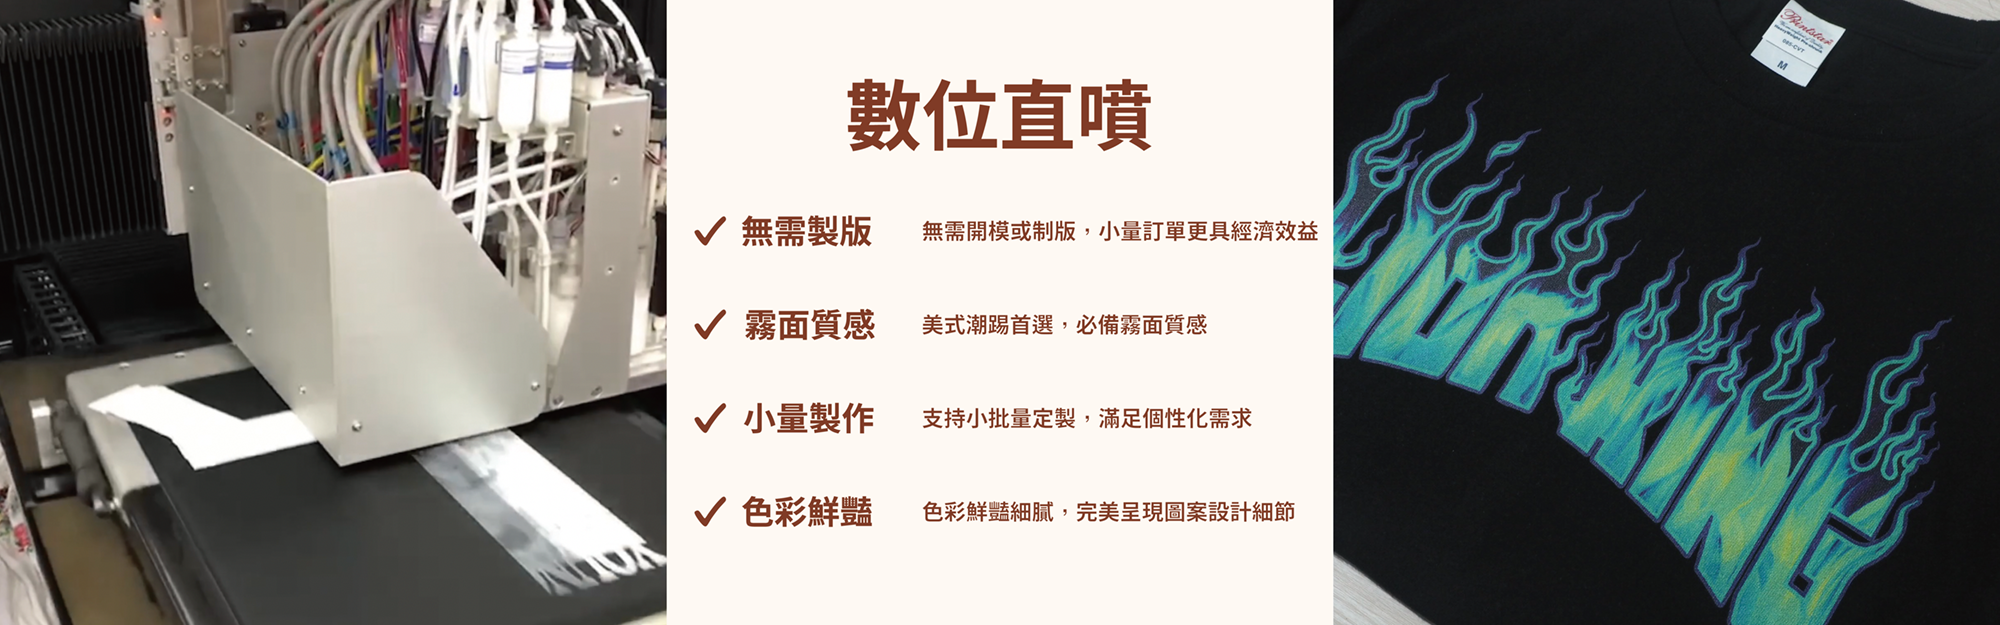 數位直噴
無需製版
無需開模或制版，小量訂單更具經濟效益
霧面質感
美式潮踢首選，必備霧面質感
小量製作
支持小批量定製，滿足個性化需求
色彩鮮豔
色彩鮮豔細膩，完美呈現圖案設計細節
Printstar
085-CVT
M
KING